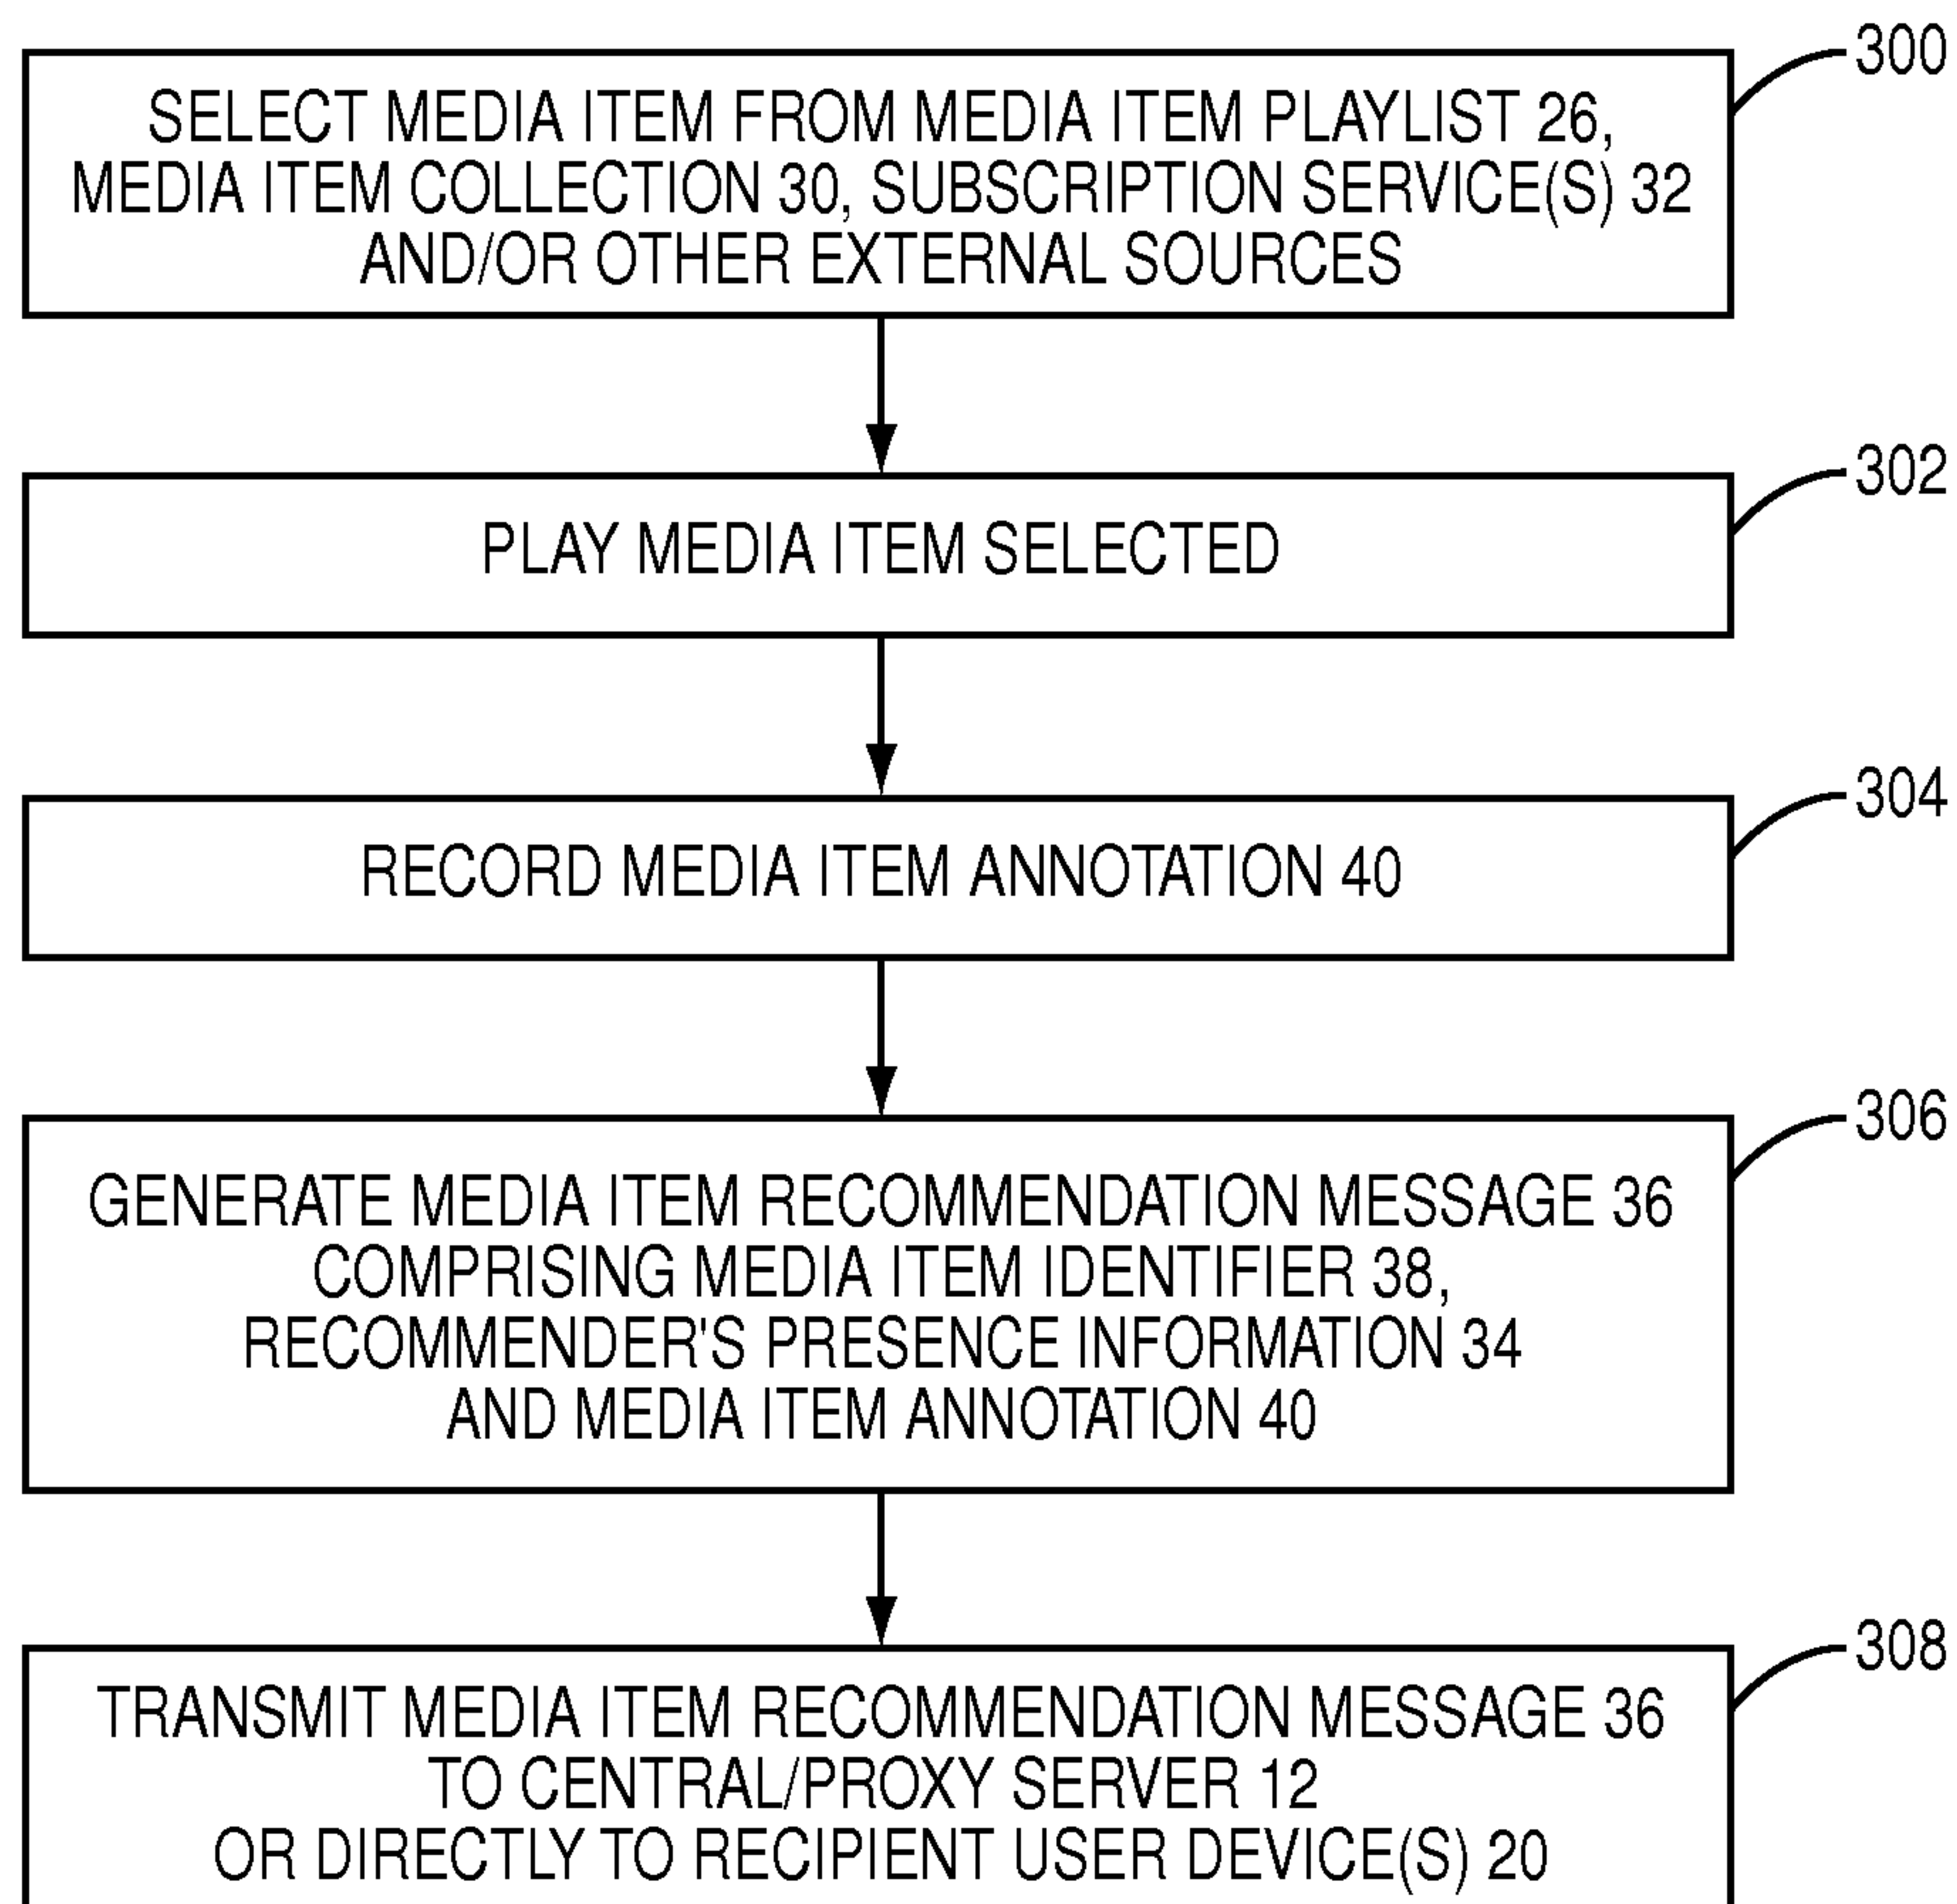 300
SELECT MEDIA ITEM FROM MEDIA ITEM PLAYLIST 26,
MEDIA ITEM COLLECTION 30, SUBSCRIPTION SERVICE(S) 32
AND/OR OTHER EXTERNAL SOURCES
302
PLAY MEDIA ITEM SELECTED
304
RECORD MEDIA ITEM ANNOTATION 40
306
GENERATE MEDIA ITEM RECOMMENDATION MESSAGE 36
COMPRISING MEDIA ITEM IDENTIFIER 38,
RECOMMENDER'S PRESENCE INFORMATION 34
AND MEDIA ITEM ANNOTATION 40
308
TRANSMIT MEDIA ITEM RECOMMENDATION MESSAGE 36
TO CENTRAL/PROXY SERVER 12
OR DIRECTLY TO RECIPIENT USER DEVICE(S) 20